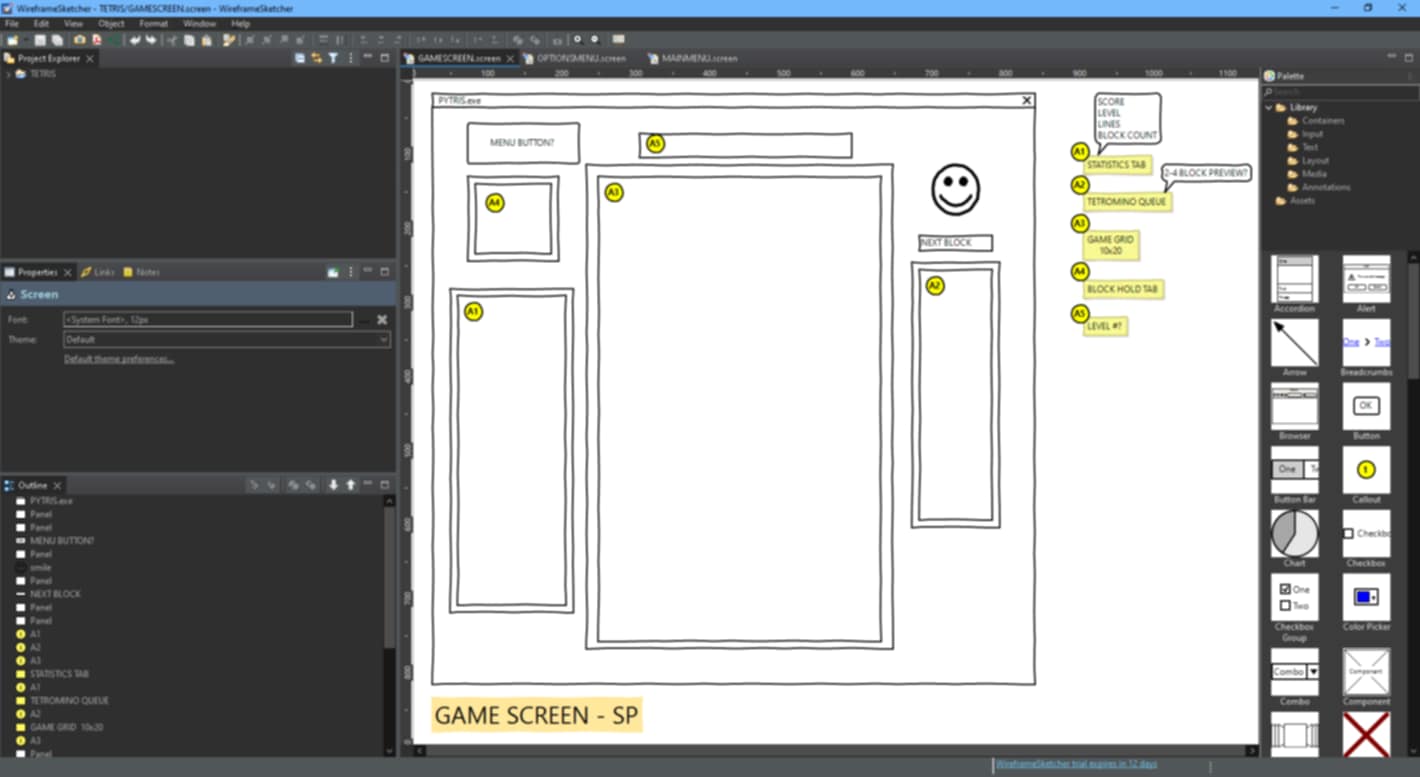 WireframeSketcher - TETRIS/GAMESCREEN.screen - WireframeSketcher
File Edit View Object Format Window Help
Project Explorer
TETRIS
Properties Links Notes
Screen
Font: <System Font>, 12px ...
Theme: Default
Default theme preferences...
Outline
PYTRIS.exe
Panel
Panel
MENU BUTTON?
Panel
smile
Panel
NEXT BLOCK
Panel
Panel
A1
A2
A3
STATISTICS TAB
A1
TETROMINO QUEUE
A2
GAME GRID 10x20
A3
Panel
GAMESCREEN.screen OPTIONSMENU.screen MAINMENU.screen
100 200 300 400 500 600 700 800 900 1000 1100
100
200
300
400
500
600
700
800
PYTRIS.exe
MENU BUTTON?
A5
A4
A3
A1
NEXT BLOCK
A2
SCORE
LEVEL
LINES
BLOCK COUNT
A1
STATISTICS TAB
2-4 BLOCK PREVIEW?
A2
TETROMINO QUEUE
A3
GAME GRID
10x20
A4
BLOCK HOLD TAB
A5
LEVEL #?
GAME SCREEN - SP
Palette
Search
Library
Containers
Input
Text
Layout
Media
Annotations
Assets
Accordion Alert
Arrow
One > Two
Breadcrumbs
Browser
OK
Button
One
Button Bar
1
Callout
Chart
Checkbox
One
Two
Checkbox
Group
Color Picker
Combo
Combo
Component
Component
WireframeSketcher trial expires in 12 days